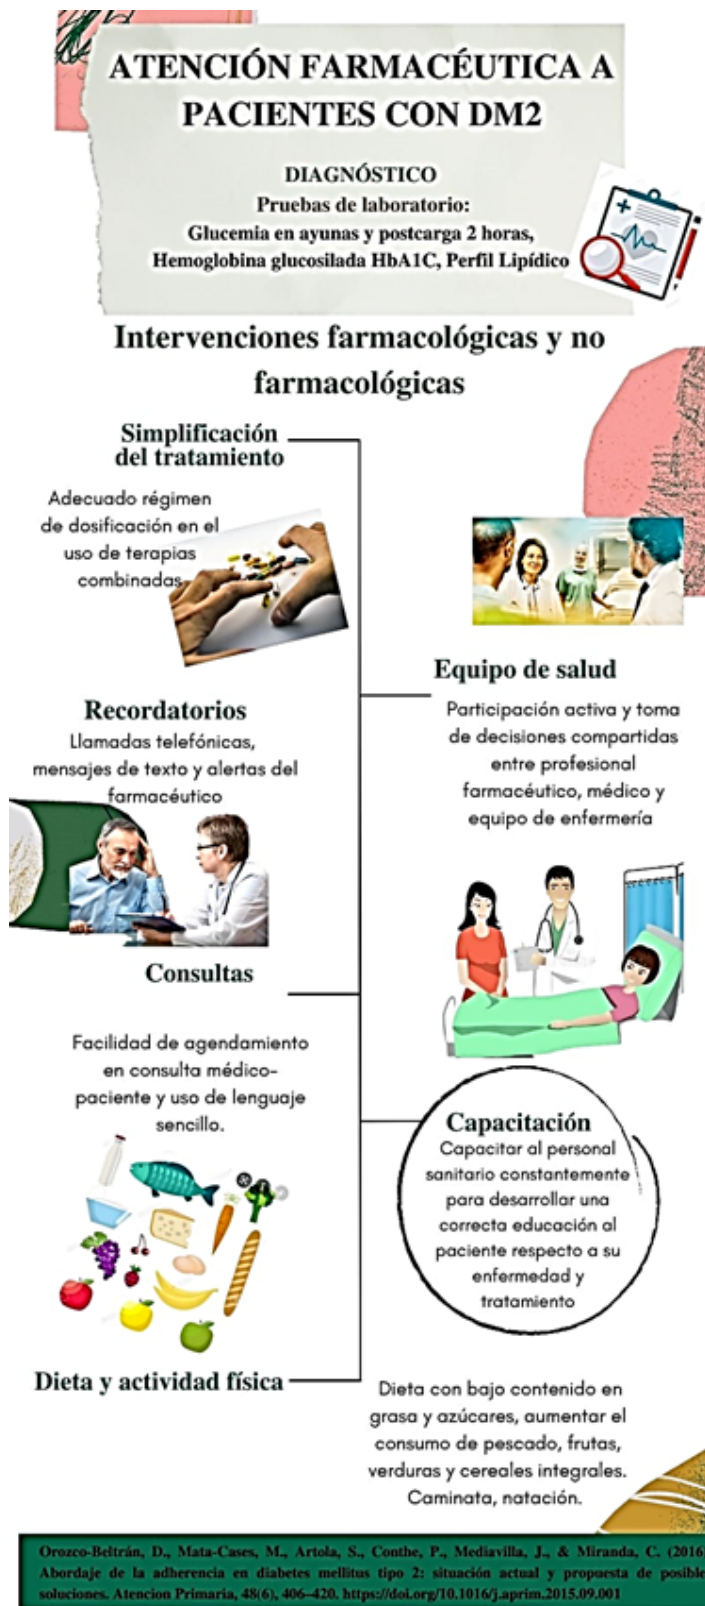 ATENCIÓN FARMACÉUTICA A
PACIENTES CON DM2
DIAGNÓSTICO
Pruebas de laboratorio:
Glucemia en ayunas y postcarga 2 horas,
Hemoglobina glucosilada HbA1C, Perfil Lipídico
Intervenciones farmacológicas y no
farmacológicas
Simplificación
del tratamiento
Adecuado régimen
de dosificación en el
uso de terapias
combinadas
Equipo de salud
Participación activa y toma
de decisiones compartidas
entre profesional
farmacéutico, médico y
equipo de enfermería
Recordatorios
Llamadas telefónicas,
mensajes de texto y alertas del
farmacéutico
Consultas
Facilidad de agendamiento
en consulta médico-
paciente y uso de lenguaje
sencillo.
Capacitación
Capacitar al personal
sanitario constantemente
para desarrollar una
correcta educación al
paciente respecto a su
enfermedad y
tratamiento
Dieta y actividad física
Dieta con bajo contenido en
grasa y azúcares, aumentar el
consumo de pescado, frutas,
verduras y cereales integrales.
Caminata, natación.
Orozco-Beltrán, D., Mata-Cases, M., Artola, S., Conthe, P., Mediavilla, J., & Miranda, C. (2016)
Abordaje de la adherencia en diabetes mellitus tipo 2: situación actual y propuesta de posible
soluciones. Atencion Primaria, 48(6), 406–420. https://doi.org/10.1016/j.aprim.2015.09.001